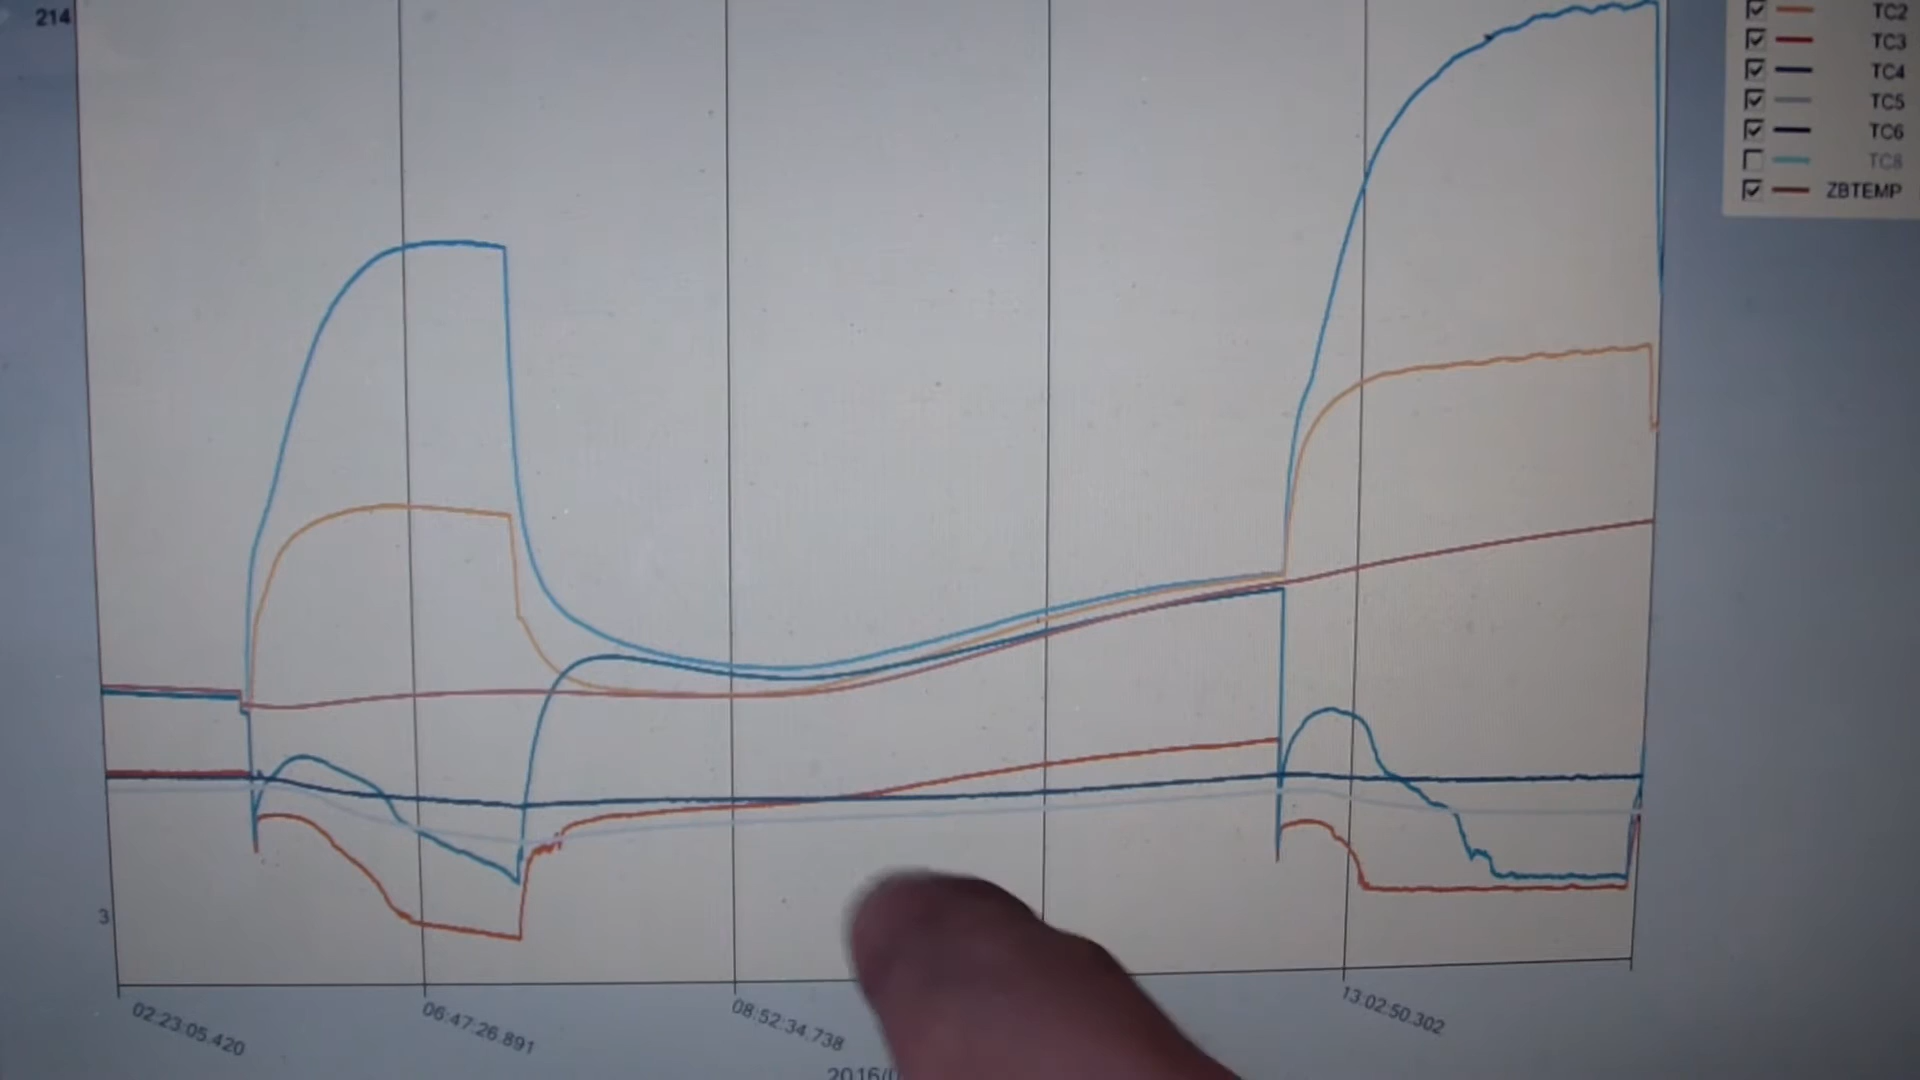 214
TC2
TC3
TC4
TC5
TC6
TC8
ZBTEMP
3
02:23:05.420
06:47:26.891
08:52:34.738
13:02:50.302